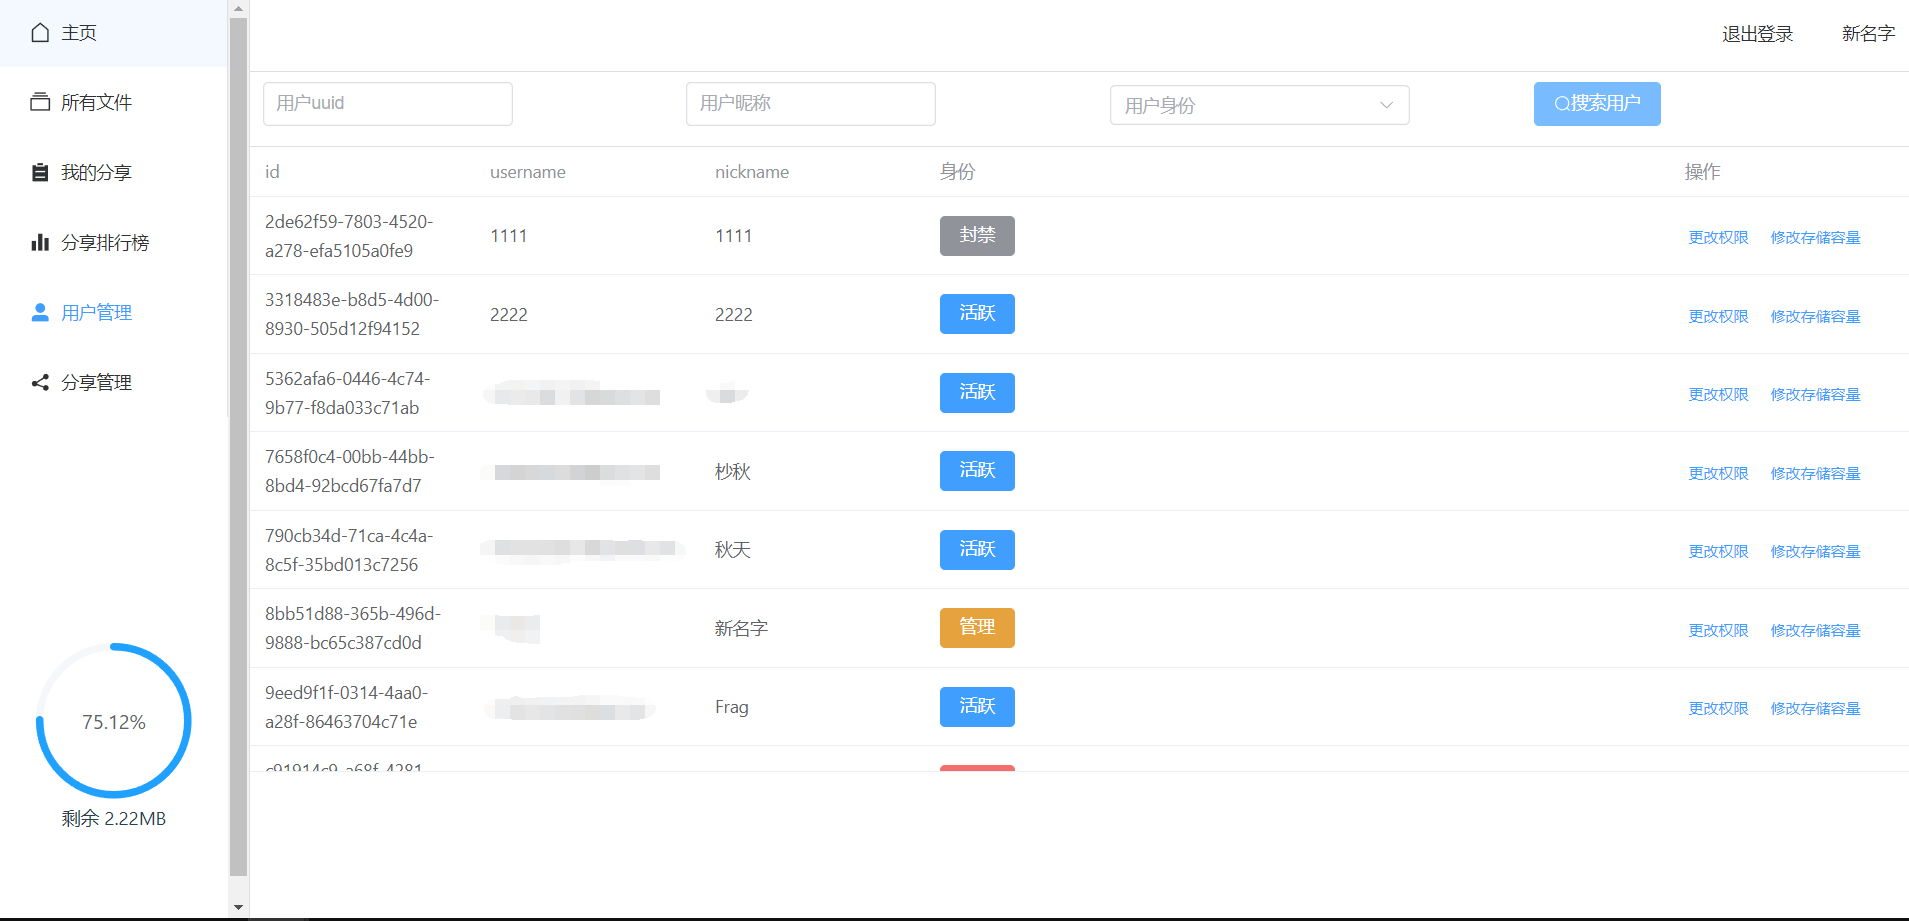 主页
所有文件
我的分享
分享排行榜
用户管理
分享管理
75.12%
剩余 2.22MB
退出登录 新名字
用户uuid 用户昵称 用户身份 搜索用户
id username nickname 身份 操作
2de62f59-7803-4520-
a278-efa5105a0fe9
1111 1111 封禁 更改权限 修改存储容量
3318483e-b8d5-4d00-
8930-505d12f94152
2222 2222 活跃 更改权限 修改存储容量
5362afa6-0446-4c74-
9b77-f8da033c71ab
活跃 更改权限 修改存储容量
7658f0c4-00bb-44bb-
8bd4-92bcd67fa7d7
杪秋 活跃 更改权限 修改存储容量
790cb34d-71ca-4c4a-
8c5f-35bd013c7256
秋天 活跃 更改权限 修改存储容量
8bb51d88-365b-496d-
9888-bc65c387cd0d
新名字 管理 更改权限 修改存储容量
9eed9f1f-0314-4aa0-
a28f-86463704c71e
Frag 活跃 更改权限 修改存储容量